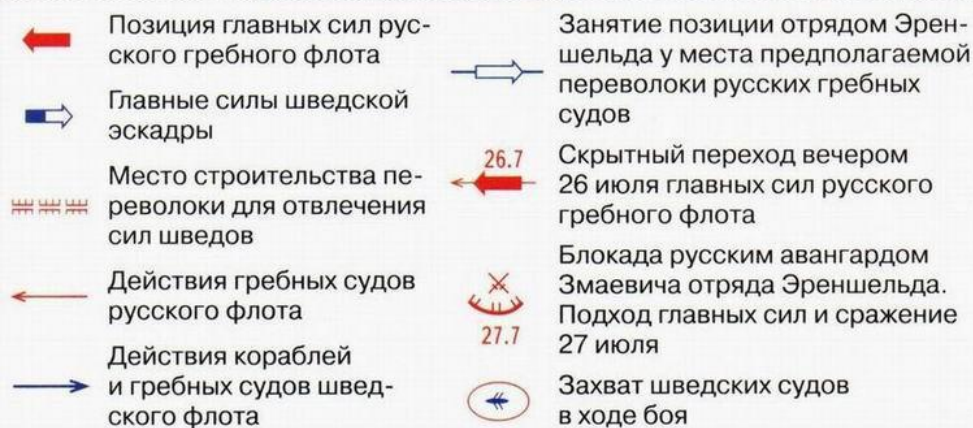 Позиция главных сил рус-
ского гребного флота
Главные силы шведской
эскадры
Место строительства пе-
револоки для отвлечения
сил шведов
Действия гребных судов
русского флота
Действия кораблей
и гребных судов швед-
ского флота
Занятие позиции отрядом Эрен-
шельда у места предполагаемой
переволоки русских гребных
судов
26.7
Скрытный переход вечером
26 июля главных сил русского
гребного флота
Блокада русским авангардом
Змаевича отряда Эреншельда.
Подход главных сил и сражение
27 июля
27.7
Захват шведских судов
в ходе боя